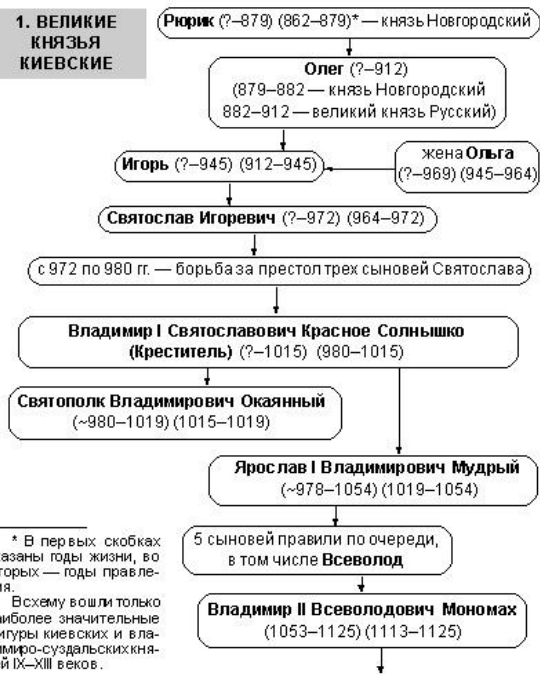 1. ВЕЛИКИЕ
КНЯЗЬЯ
КИЕВСКИЕ
Рюрик (?–879) (862–879)* — князь Новгородский
Олег (?–912)
(879–882 — князь Новгородский
882–912 — великий князь Русский)
Игорь (?–945) (912–945)
жена Ольга
(?–969) (945–964)
Святослав Игоревич (?–972) (964–972)
с 972 по 980 гг. — борьба за престол трех сыновей Святослава
Владимир I Святославович Красное Солнышко
(Креститель) (?–1015) (980–1015)
Святополк Владимирович Окаянный
(~980–1019) (1015–1019)
Ярослав I Владимирович Мудрый
(~978–1054) (1019–1054)
5 сыновей правили по очереди,
в том числе Всеволод
Владимир II Всеволодович Мономах
(1053–1125) (1113–1125)
* В первых скобках
казаны годы жизни, во
торых — годы правле-
ия.
В схему вошли только
аиболее значительные
игуры киевских и вла-
имиро-суздальских кня-
ей IX–XIII веков.